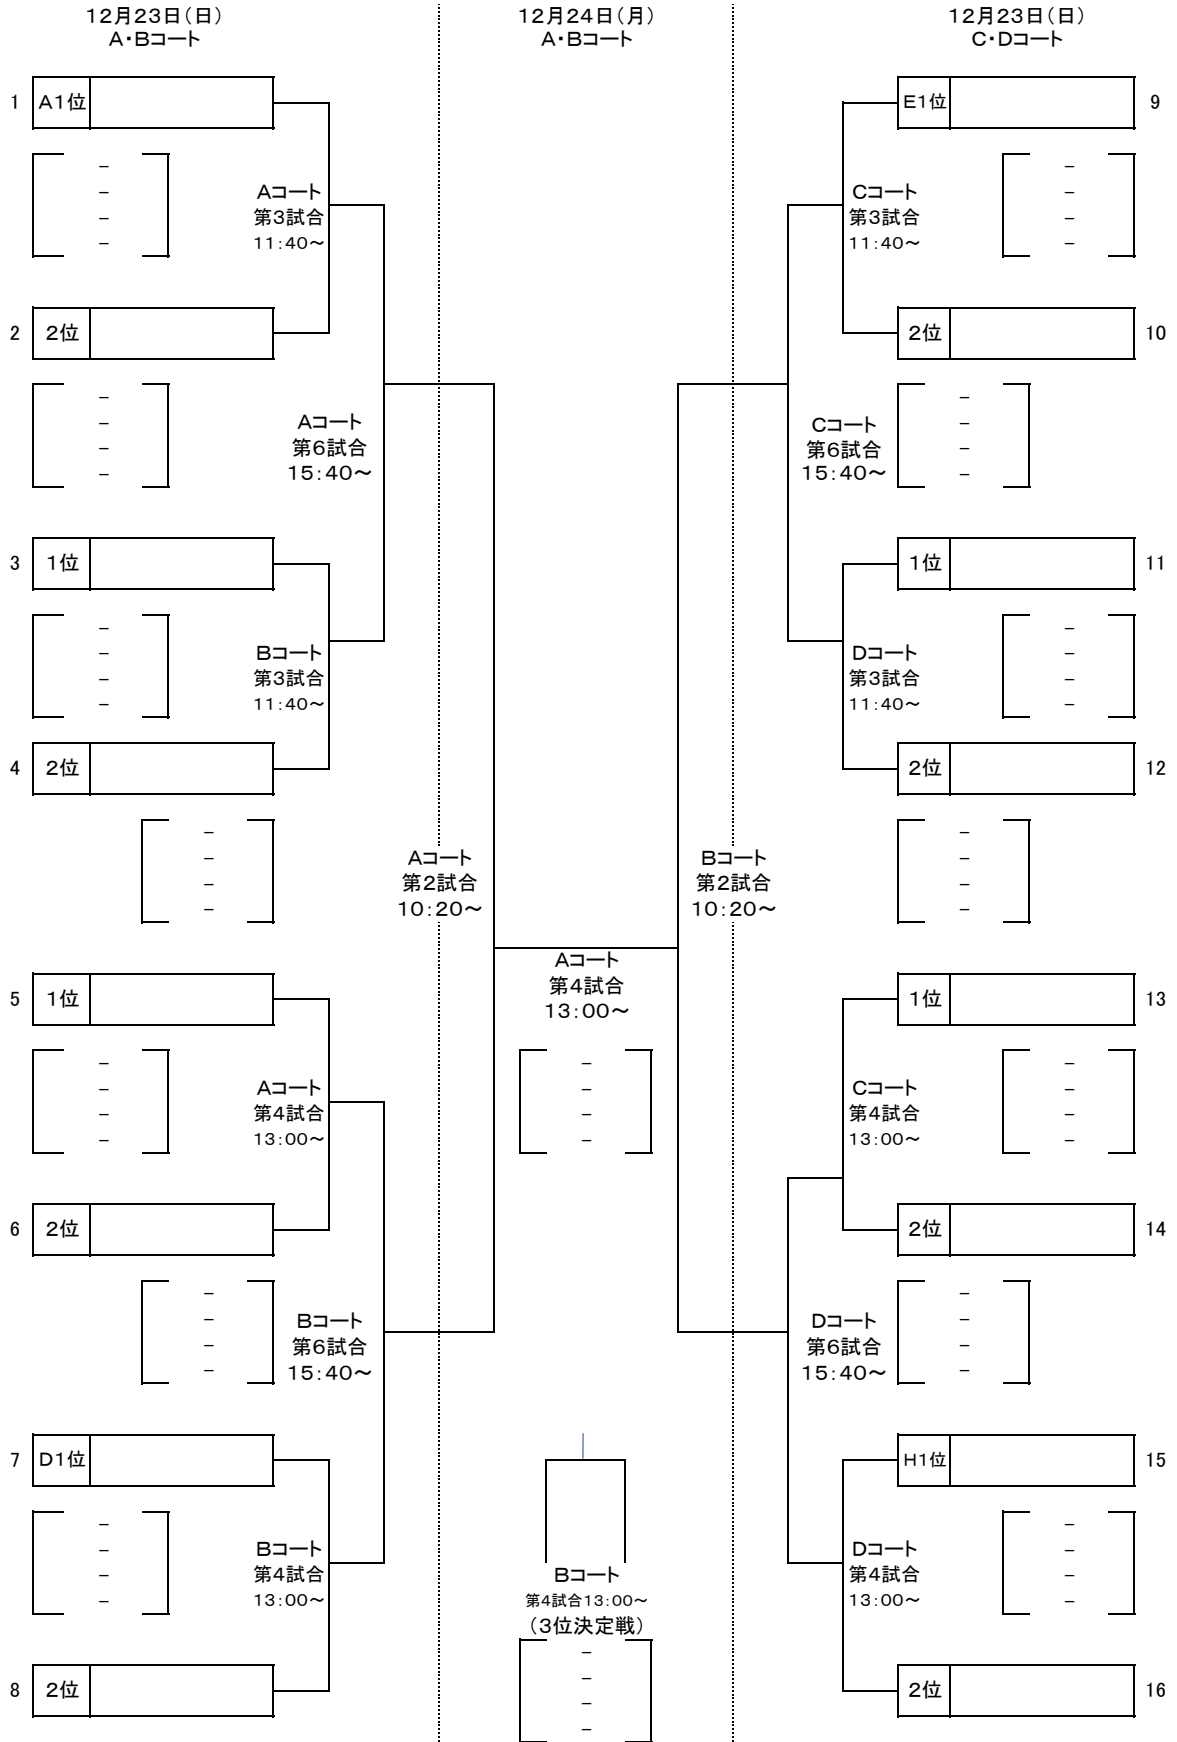 12月23日（日）
A・Bコート
12月24日（月）
A・Bコート
12月23日（日）
C・Dコート
1 A1位
E1位 9
－
－
－
－
Aコート
第3試合
11：40～
Cコート
第3試合
11：40～
－
－
－
－
2 2位
2位 10
－
－
－
－
Aコート
第6試合
15：40～
Cコート
第6試合
15：40～
－
－
－
－
3 1位
1位 11
－
－
－
－
Bコート
第3試合
11：40～
Dコート
第3試合
11：40～
－
－
－
－
4 2位
2位 12
－
－
－
－
Aコート
第2試合
10：20～
Bコート
第2試合
10：20～
－
－
－
－
Aコート
第4試合
13：00～
－
－
－
－
5 1位
1位 13
－
－
－
－
Aコート
第4試合
13：00～
Cコート
第4試合
13：00～
－
－
－
－
6 2位
2位 14
－
－
－
－
Bコート
第6試合
15：40～
Dコート
第6試合
15：40～
－
－
－
－
7 D1位
H1位 15
－
－
－
－
Bコート
第4試合
13：00～
Bコート
第4試合13：00～
（3位決定戦）
－
－
－
－
Dコート
第4試合
13：00～
－
－
－
－
8 2位
2位 16